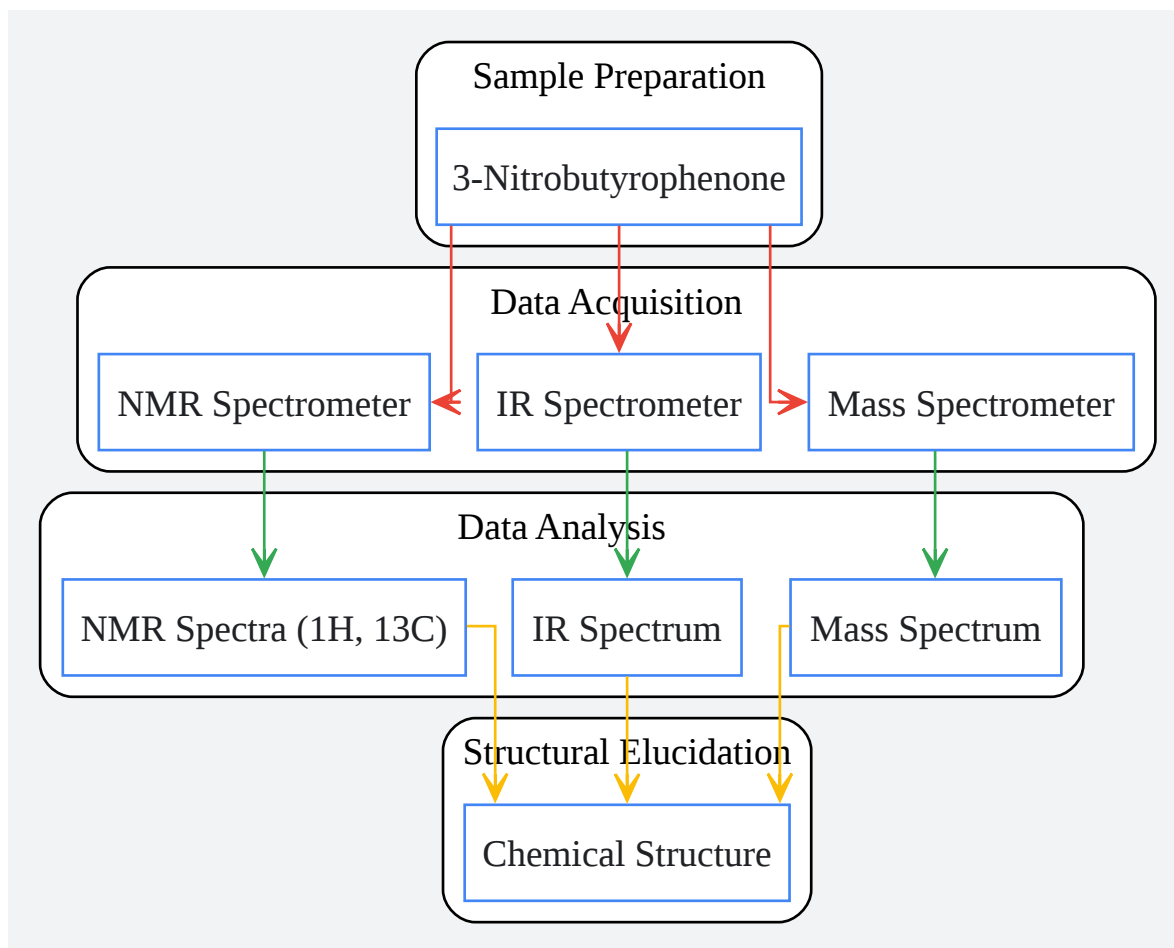 Sample Preparation
3-Nitrobutyrophenone
Data Acquisition
NMR Spectrometer
IR Spectrometer
Mass Spectrometer
Data Analysis
NMR Spectra (1H, 13C)
IR Spectrum
Mass Spectrum
Structural Elucidation
Chemical Structure